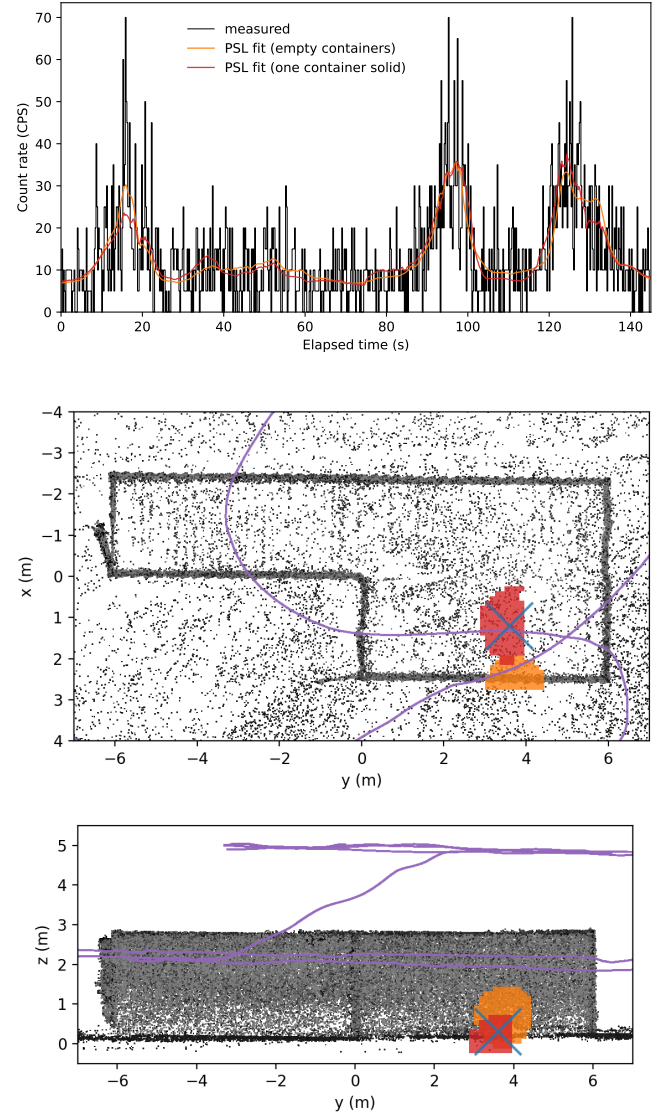 70
60
50
40
30
20
10
0
Count rate (CPS)
measured
PSL fit (empty containers)
PSL fit (one container solid)
0 20 40 60 80 100 120 140
Elapsed time (s)
−4
−3
−2
−1
0
1
2
3
4
x (m)
−6 −4 −2 0 2 4 6
y (m)
5
4
3
2
1
0
z (m)
−6 −4 −2 0 2 4 6
y (m)